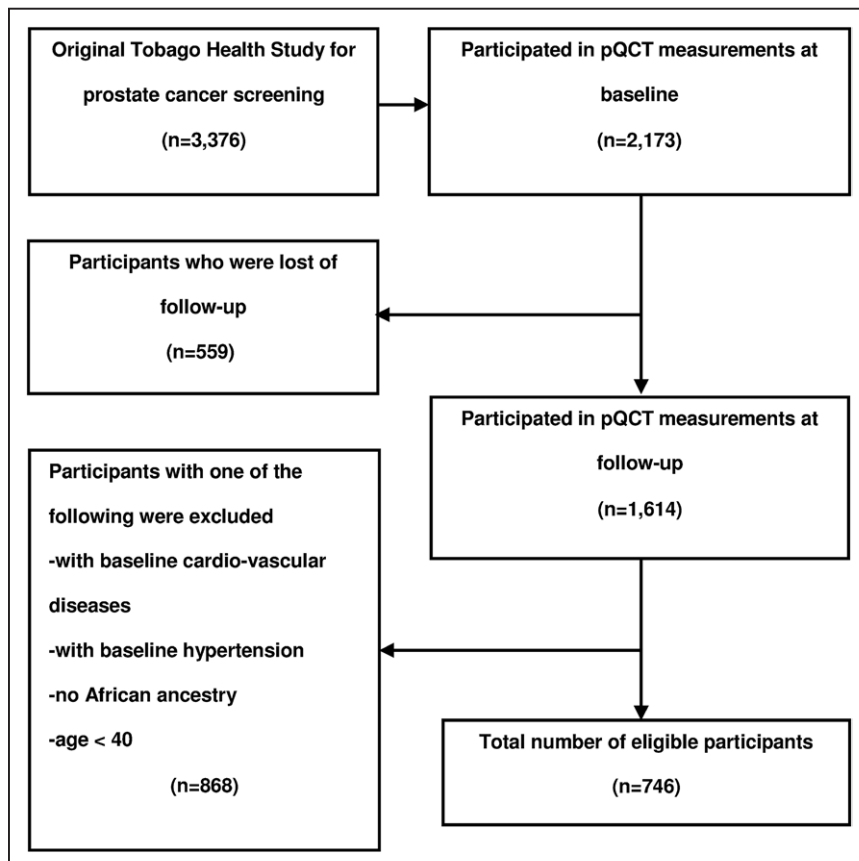 Original Tobago Health Study for
prostate cancer screening
(n=3,376)
Participated in pQCT measurements at
baseline
(n=2,173)
Participants who were lost of
follow-up
(n=559)
Participated in pQCT measurements at
follow-up
(n=1,614)
Participants with one of the
following were excluded
-with baseline cardio-vascular
diseases
-with baseline hypertension
-no African ancestry
-age < 40
(n=868)
Total number of eligible participants
(n=746)